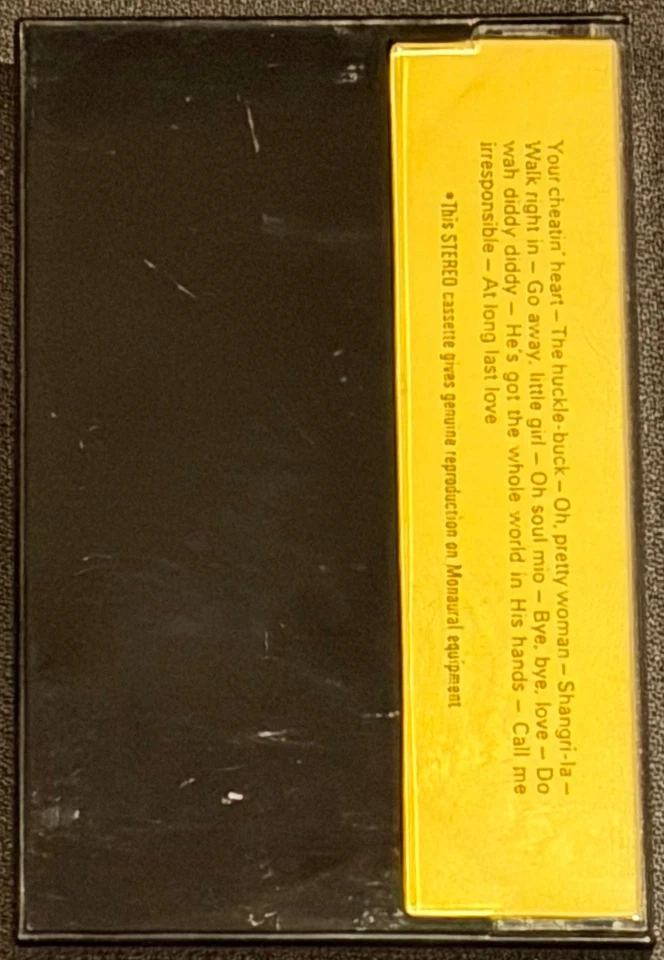 Your cheatin' heart – The huckle-buck – Oh, pretty woman – Shangri-la –
Walk right in – Go away, little girl – Oh soul mio – Bye, bye, love – Do
wah diddy diddy – He's got the whole world in His hands – Call me
irresponsible – At long last love
•This STEREO cassette gives genuine reproduction on Monaural equipment